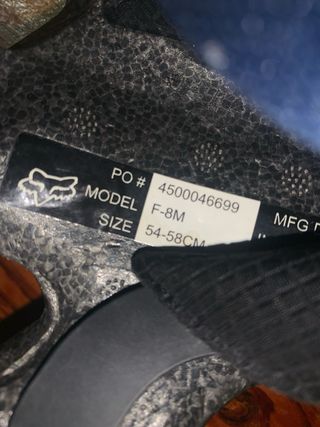 PO # 4500046699
MODEL F-8M MFG
SIZE 54-58CM